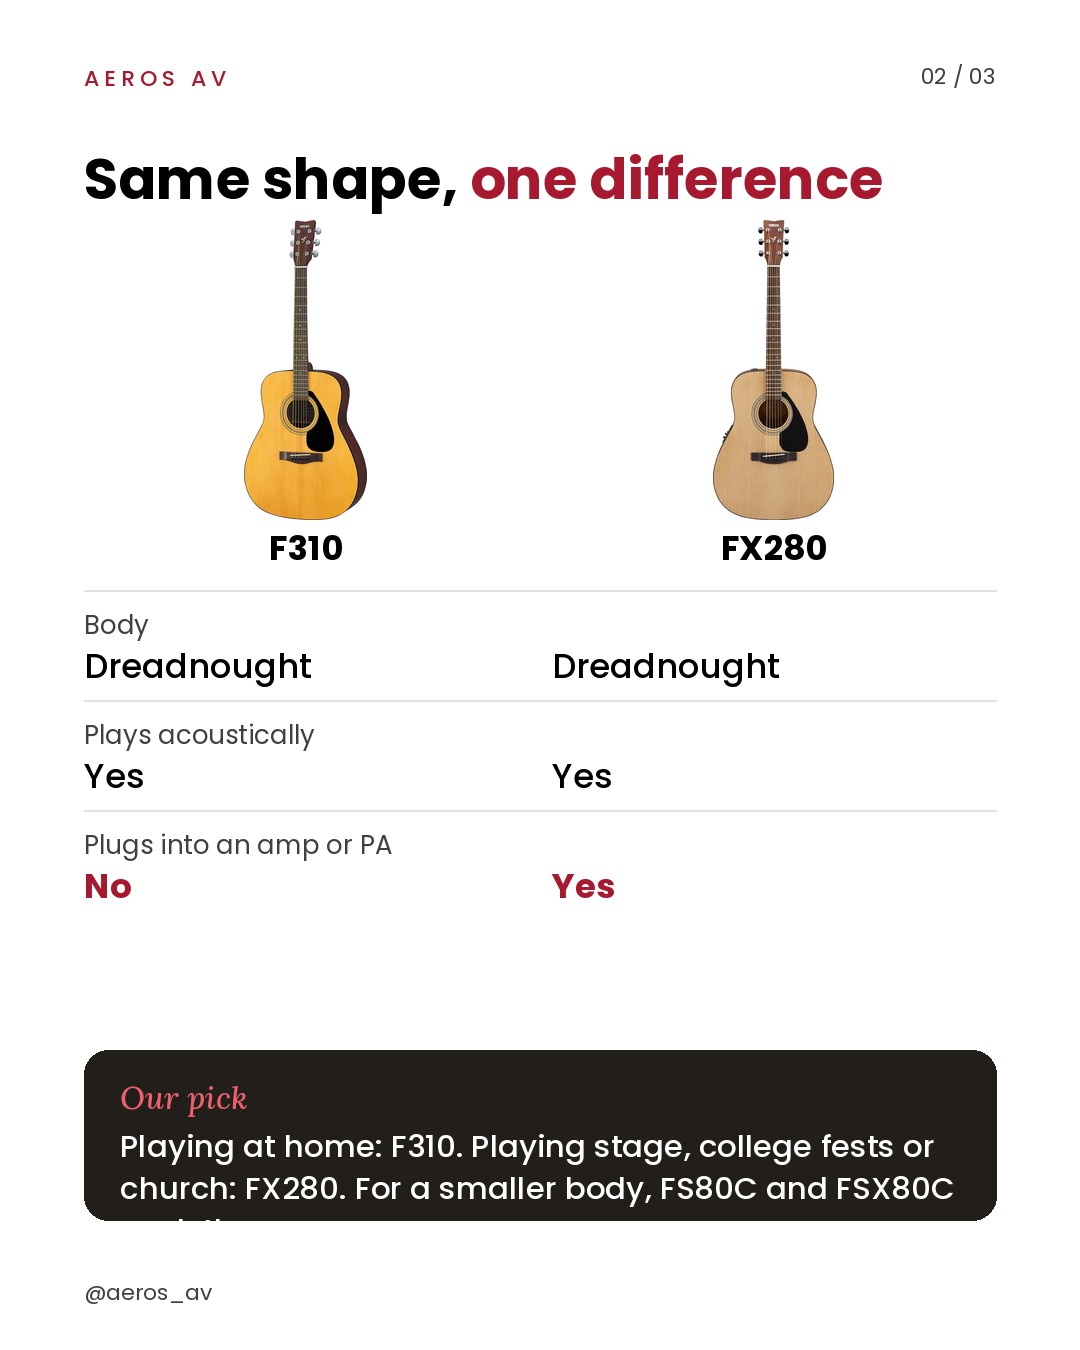 AEROS AV
02 / 03
Same shape, one difference
F310
FX280
Body
Dreadnought
Dreadnought
Plays acoustically
Yes
Yes
Plugs into an amp or PA
No
Yes
Our pick
Playing at home: F310. Playing stage, college fests or
church: FX280. For a smaller body, FS80C and FSX80C
@aeros_av